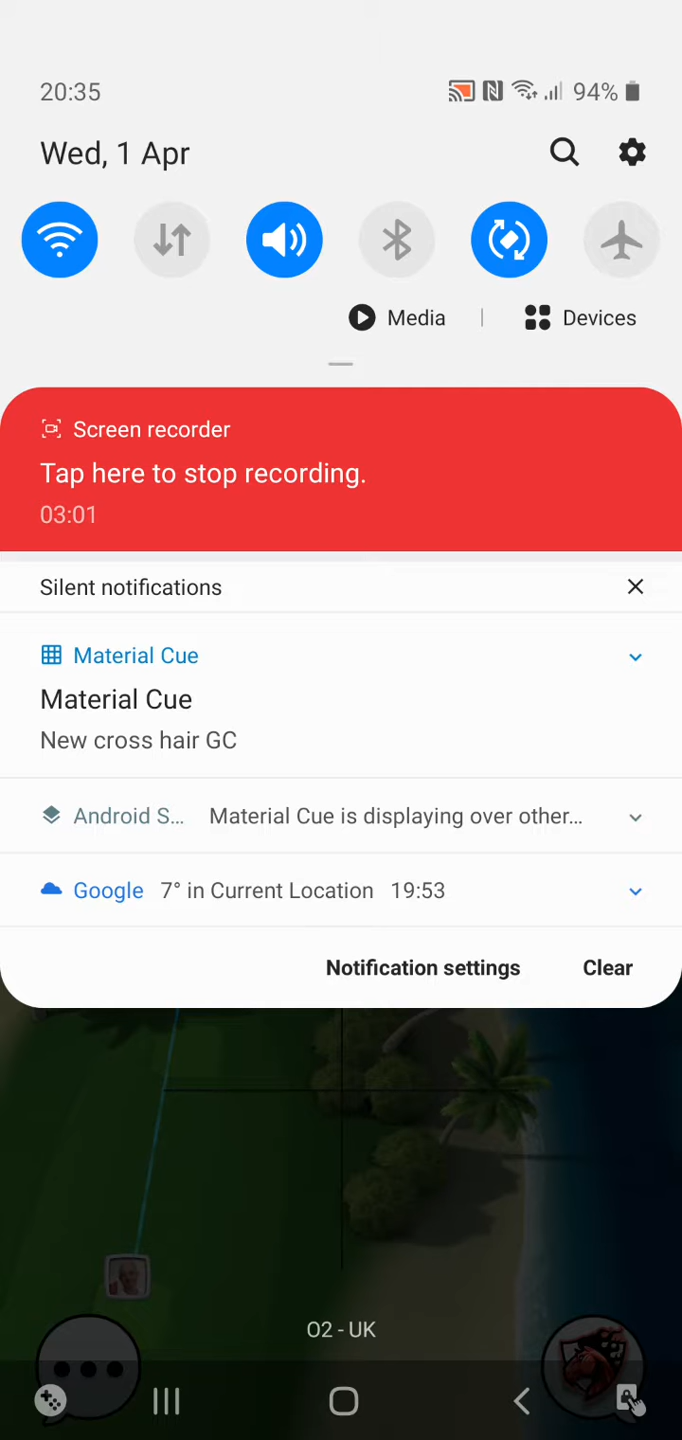 20:35
94%
Wed, 1 Apr
Media
Devices
Screen recorder
Tap here to stop recording.
03:01
Silent notifications
Material Cue
Material Cue
New cross hair GC
Android S... Material Cue is displaying over other...
Google 7° in Current Location 19:53
Notification settings Clear
O2 - UK